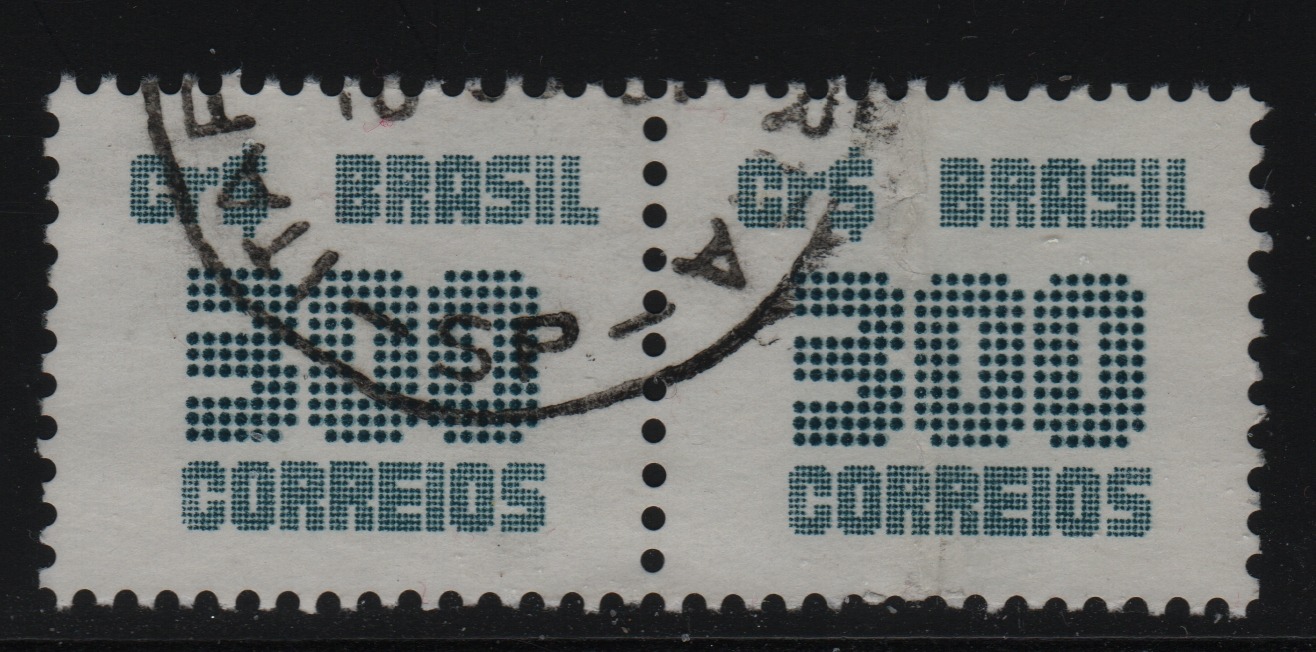 Cr$ BRASIL
300
CORREIOS
Cr$ BRASIL
300
CORREIOS
SP - A